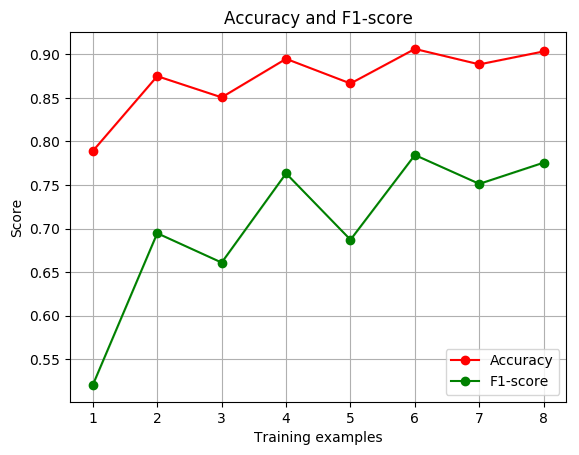 Accuracy and F1-score
Score
0.90
0.85
0.80
0.75
0.70
0.65
0.60
0.55
1 2 3 4 5 6 7 8
Training examples
Accuracy
F1-score